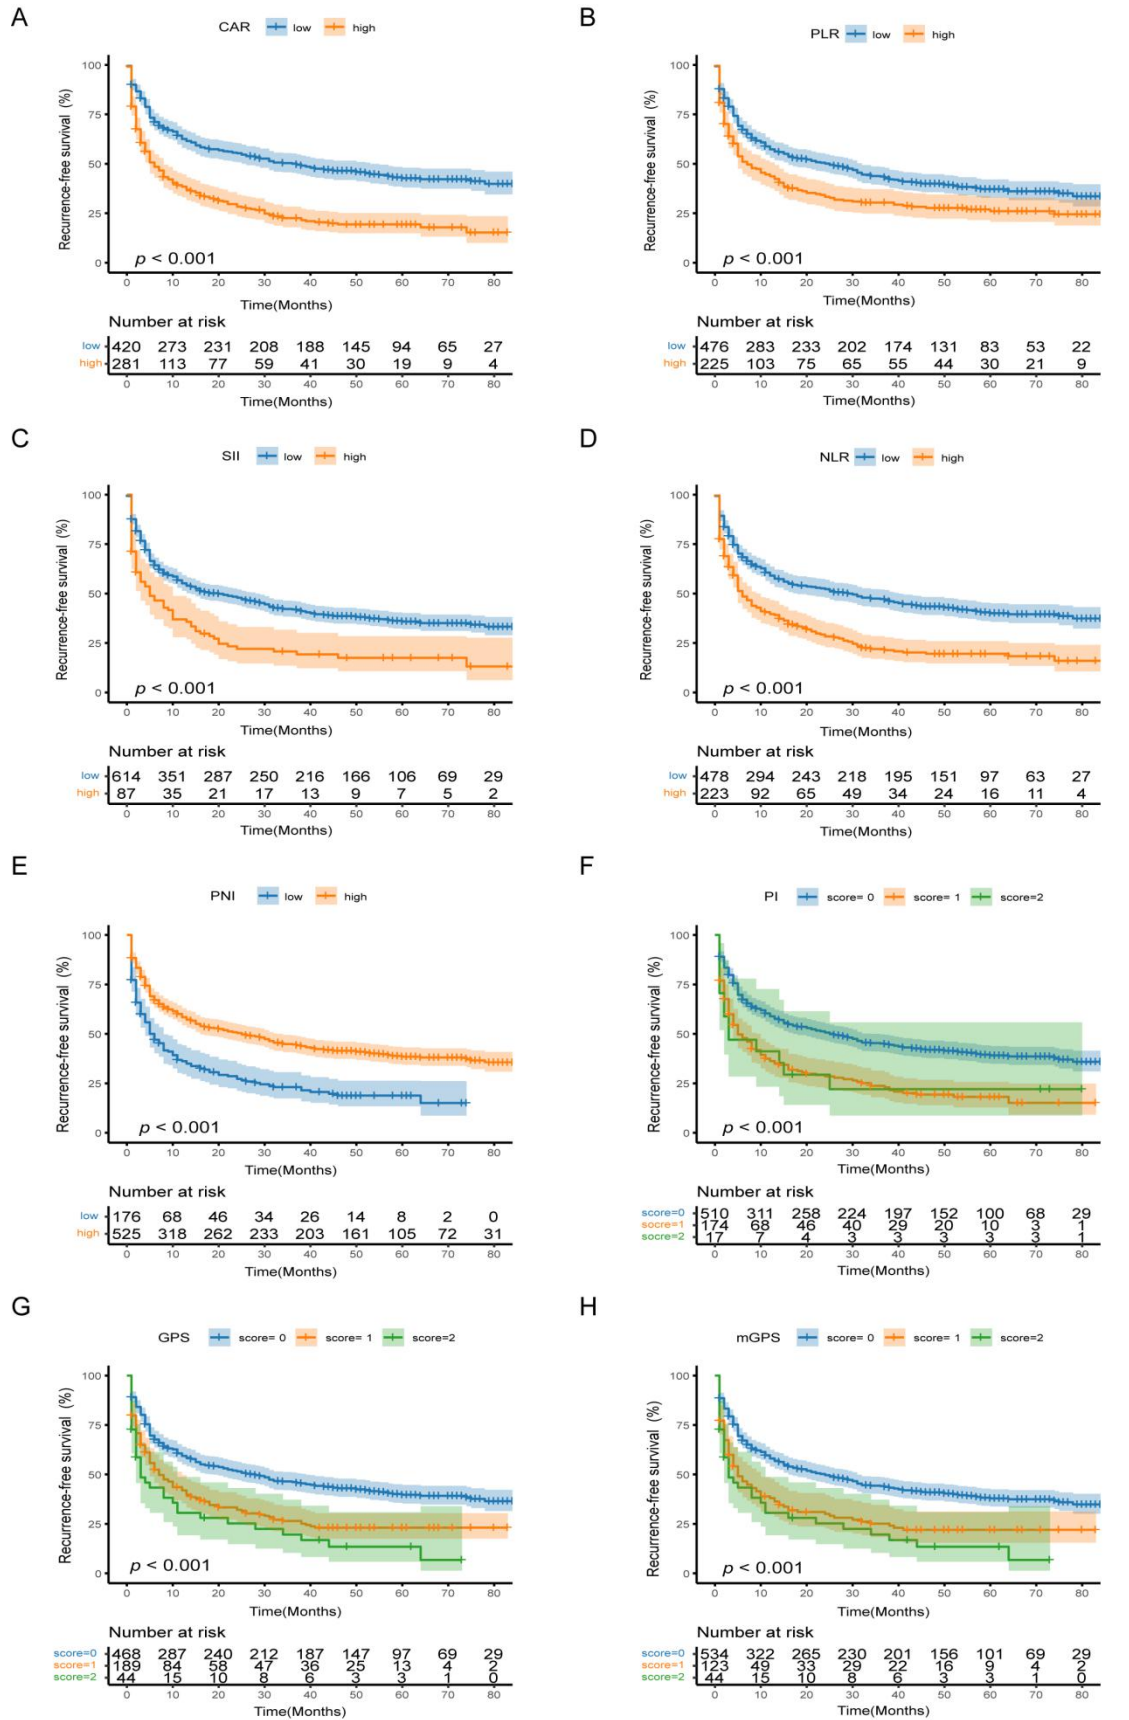 A
CAR low high
Recurrence-free survival (%)
100
75
50
25
0
p < 0.001
0 10 20 30 40 50 60 70 80
Time(Months)
Number at risk
low 420 273 231 208 188 145 94 65 27
high 281 113 77 59 41 30 19 9 4
0 10 20 30 40 50 60 70 80
Time(Months)
B
PLR low high
Recurrence-free survival (%)
100
75
50
25
0
p < 0.001
0 10 20 30 40 50 60 70 80
Time(Months)
Number at risk
low 476 283 233 202 174 131 83 53 22
high 225 103 75 65 55 44 30 21 9
0 10 20 30 40 50 60 70 80
Time(Months)
C
SII low high
Recurrence-free survival (%)
100
75
50
25
0
p < 0.001
0 10 20 30 40 50 60 70 80
Time(Months)
Number at risk
low 614 351 287 250 216 166 106 69 29
high 87 35 21 17 13 9 7 5 2
0 10 20 30 40 50 60 70 80
Time(Months)
D
NLR low high
Recurrence-free survival (%)
100
75
50
25
0
p < 0.001
0 10 20 30 40 50 60 70 80
Time(Months)
Number at risk
low 478 294 243 218 195 151 97 63 27
high 223 92 65 49 34 24 16 11 4
0 10 20 30 40 50 60 70 80
Time(Months)
E
PNI low high
Recurrence-free survival (%)
100
75
50
25
0
p < 0.001
0 10 20 30 40 50 60 70 80
Time(Months)
Number at risk
low 176 68 46 34 26 14 8 2 0
high 525 318 262 233 203 161 105 72 31
0 10 20 30 40 50 60 70 80
Time(Months)
F
PI score= 0 score= 1 score=2
Recurrence-free survival (%)
100
75
50
25
0
p < 0.001
0 10 20 30 40 50 60 70 80
Time(Months)
Number at risk
score=0 510 311 258 224 197 152 100 68 29
socre=1 174 68 46 40 29 20 10 3 1
socre=2 17 7 4 3 3 3 3 3 1
0 10 20 30 40 50 60 70 80
Time(Months)
G
GPS score= 0 score= 1 score=2
Recurrence-free survival (%)
100
75
50
25
0
p < 0.001
0 10 20 30 40 50 60 70 80
Time(Months)
Number at risk
score=0 468 287 240 212 187 147 97 69 29
score=1 189 84 58 47 36 25 13 4 2
score=2 44 15 10 8 6 3 3 1 0
0 10 20 30 40 50 60 70 80
Time(Months)
H
mGPS score= 0 score= 1 score=2
Recurrence-free survival (%)
100
75
50
25
0
p < 0.001
0 10 20 30 40 50 60 70 80
Time(Months)
Number at risk
score=0 534 322 265 230 201 156 101 69 29
score=1 123 49 33 29 22 16 9 4 2
score=2 44 15 10 8 6 3 3 1 0
0 10 20 30 40 50 60 70 80
Time(Months)